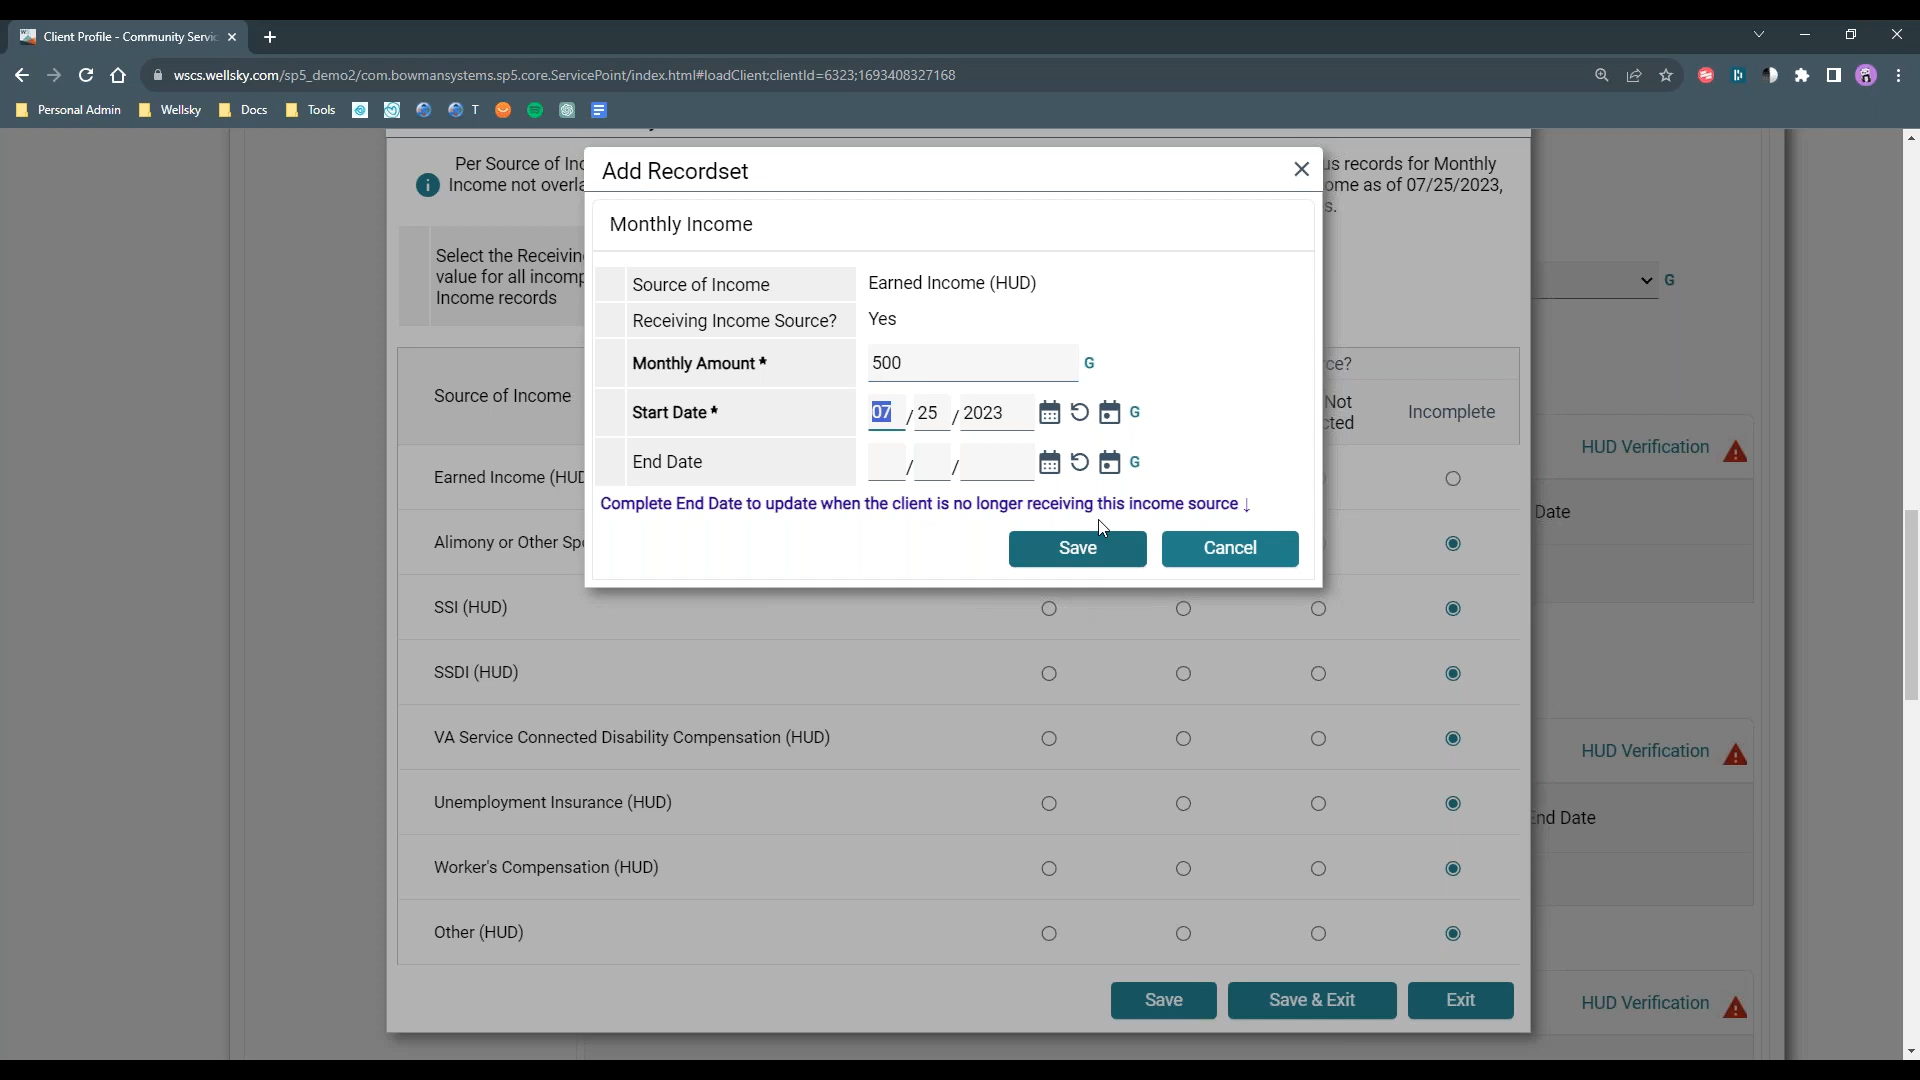 Client Profile - Community Servic
wscs.wellsky.com/sp5_demo2/com.bowmansystems.sp5.core.ServicePoint/index.html#loadClient;clientId=6323;1693408327168
Personal Admin Wellsky Docs Tools T
Add Recordset
Per Source of Inc
us records for Monthly
Income not overla
ome as of 07/25/2023,
s.
Monthly Income
Select the Receivin
value for all incomp
Income records
Source of Income Earned Income (HUD)
Receiving Income Source? Yes
Monthly Amount * 500 G
Start Date * 07 / 25 / 2023 G
End Date / / G
Complete End Date to update when the client is no longer receiving this income source ↓
Save Cancel
G
ce?
Source of Income
Not
cted
Incomplete
HUD Verification
Earned Income (HUD
Date
Alimony or Other Spo
SSI (HUD)
SSDI (HUD)
VA Service Connected Disability Compensation (HUD)
HUD Verification
Unemployment Insurance (HUD)
End Date
Worker's Compensation (HUD)
Other (HUD)
Save Save & Exit Exit
HUD Verification